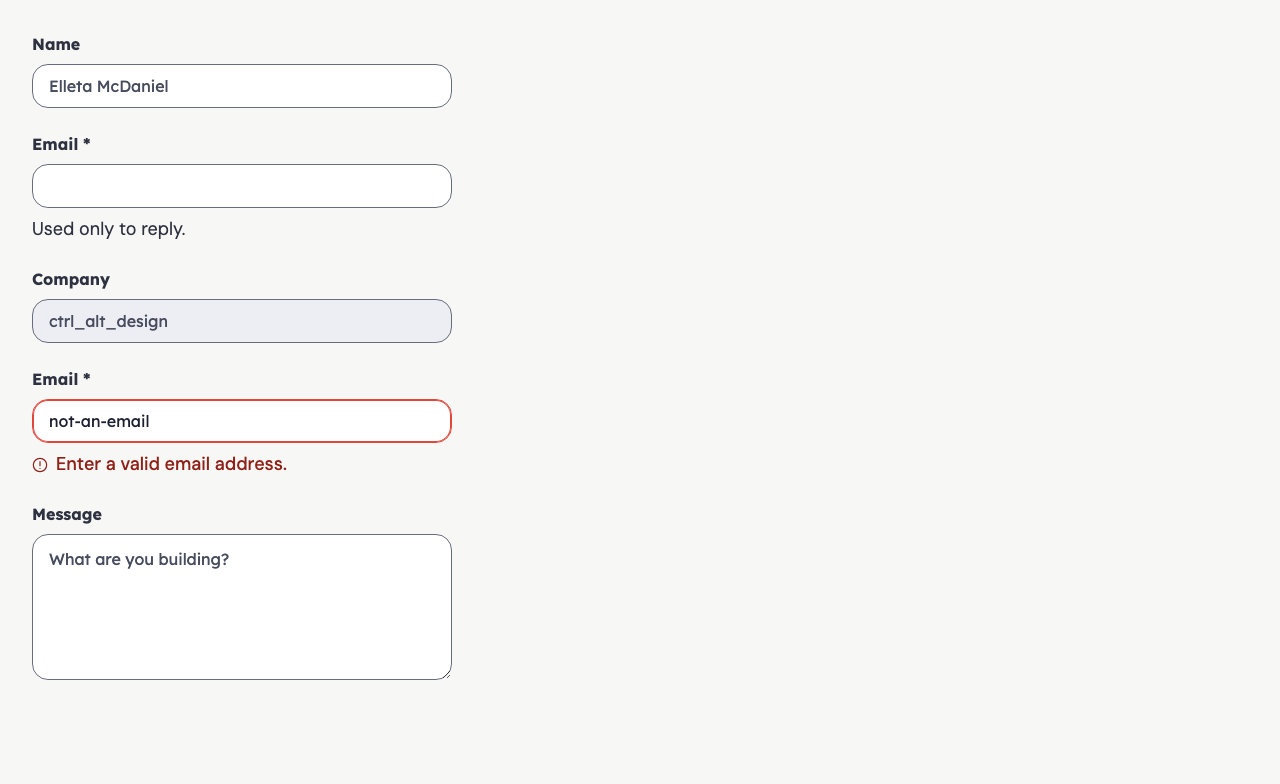 Name
Elleta McDaniel
Email *
Used only to reply.
Company
ctrl_alt_design
Email *
not-an-email
Enter a valid email address.
Message
What are you building?